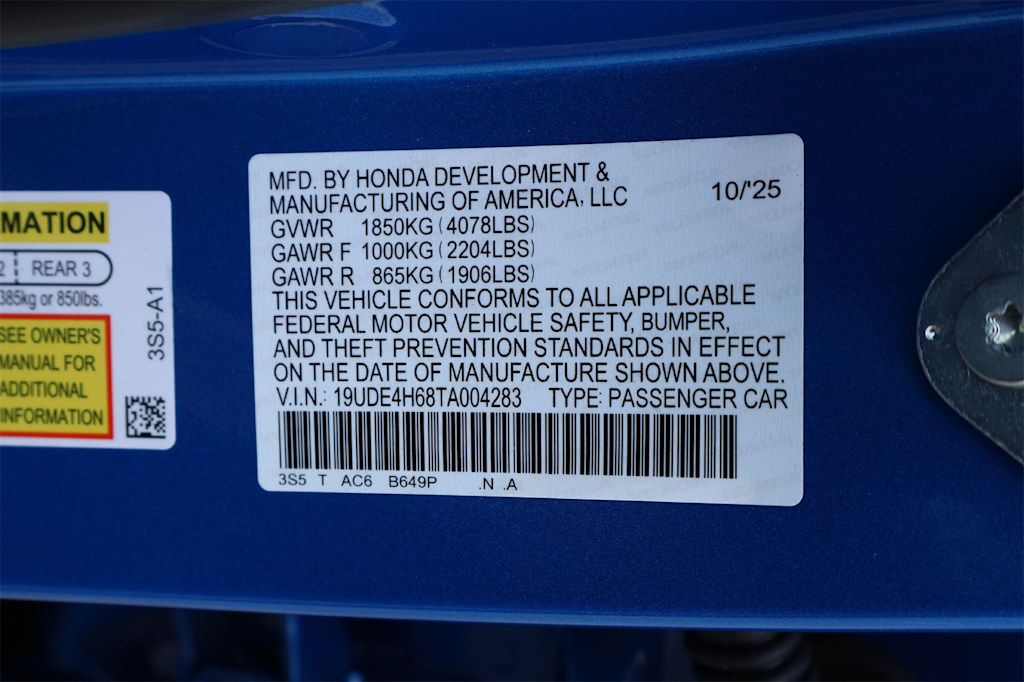 MATION
2 REAR 3
385kg or 850lbs.
SEE OWNER'S
MANUAL FOR
ADDITIONAL
INFORMATION
3S5-A1
MFD. BY HONDA DEVELOPMENT &
MANUFACTURING OF AMERICA, LLC 10/'25
GVWR 1850KG (4078LBS)
GAWR F 1000KG (2204LBS)
GAWR R 865KG (1906LBS)
THIS VEHICLE CONFORMS TO ALL APPLICABLE
FEDERAL MOTOR VEHICLE SAFETY, BUMPER,
AND THEFT PREVENTION STANDARDS IN EFFECT
ON THE DATE OF MANUFACTURE SHOWN ABOVE.
V.I.N.: 19UDE4H68TA004283 TYPE: PASSENGER CAR
3S5 T AC6 B649P .N .A